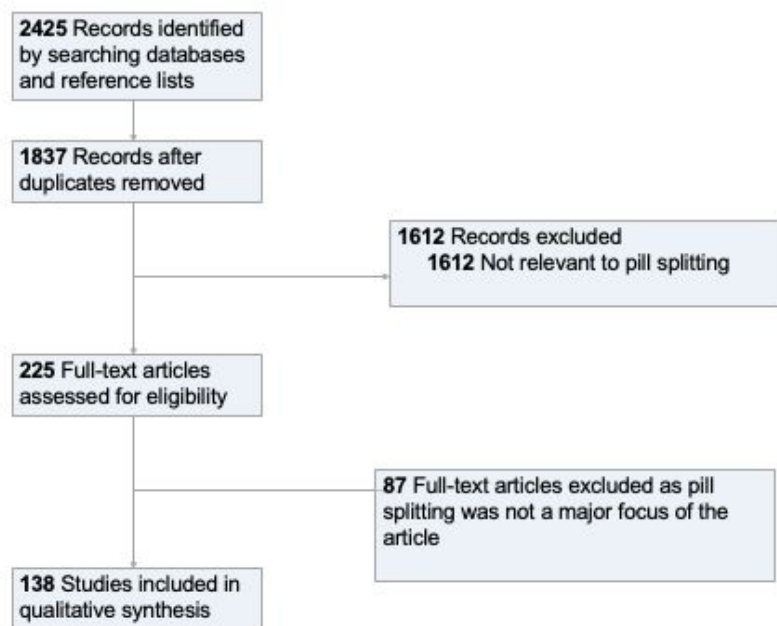 2425 Records identified
by searching databases
and reference lists
1837 Records after
duplicates removed
1612 Records excluded
1612 Not relevant to pill splitting
225 Full-text articles
assessed for eligibility
87 Full-text articles excluded as pill
splitting was not a major focus of the
article
138 Studies included in
qualitative synthesis